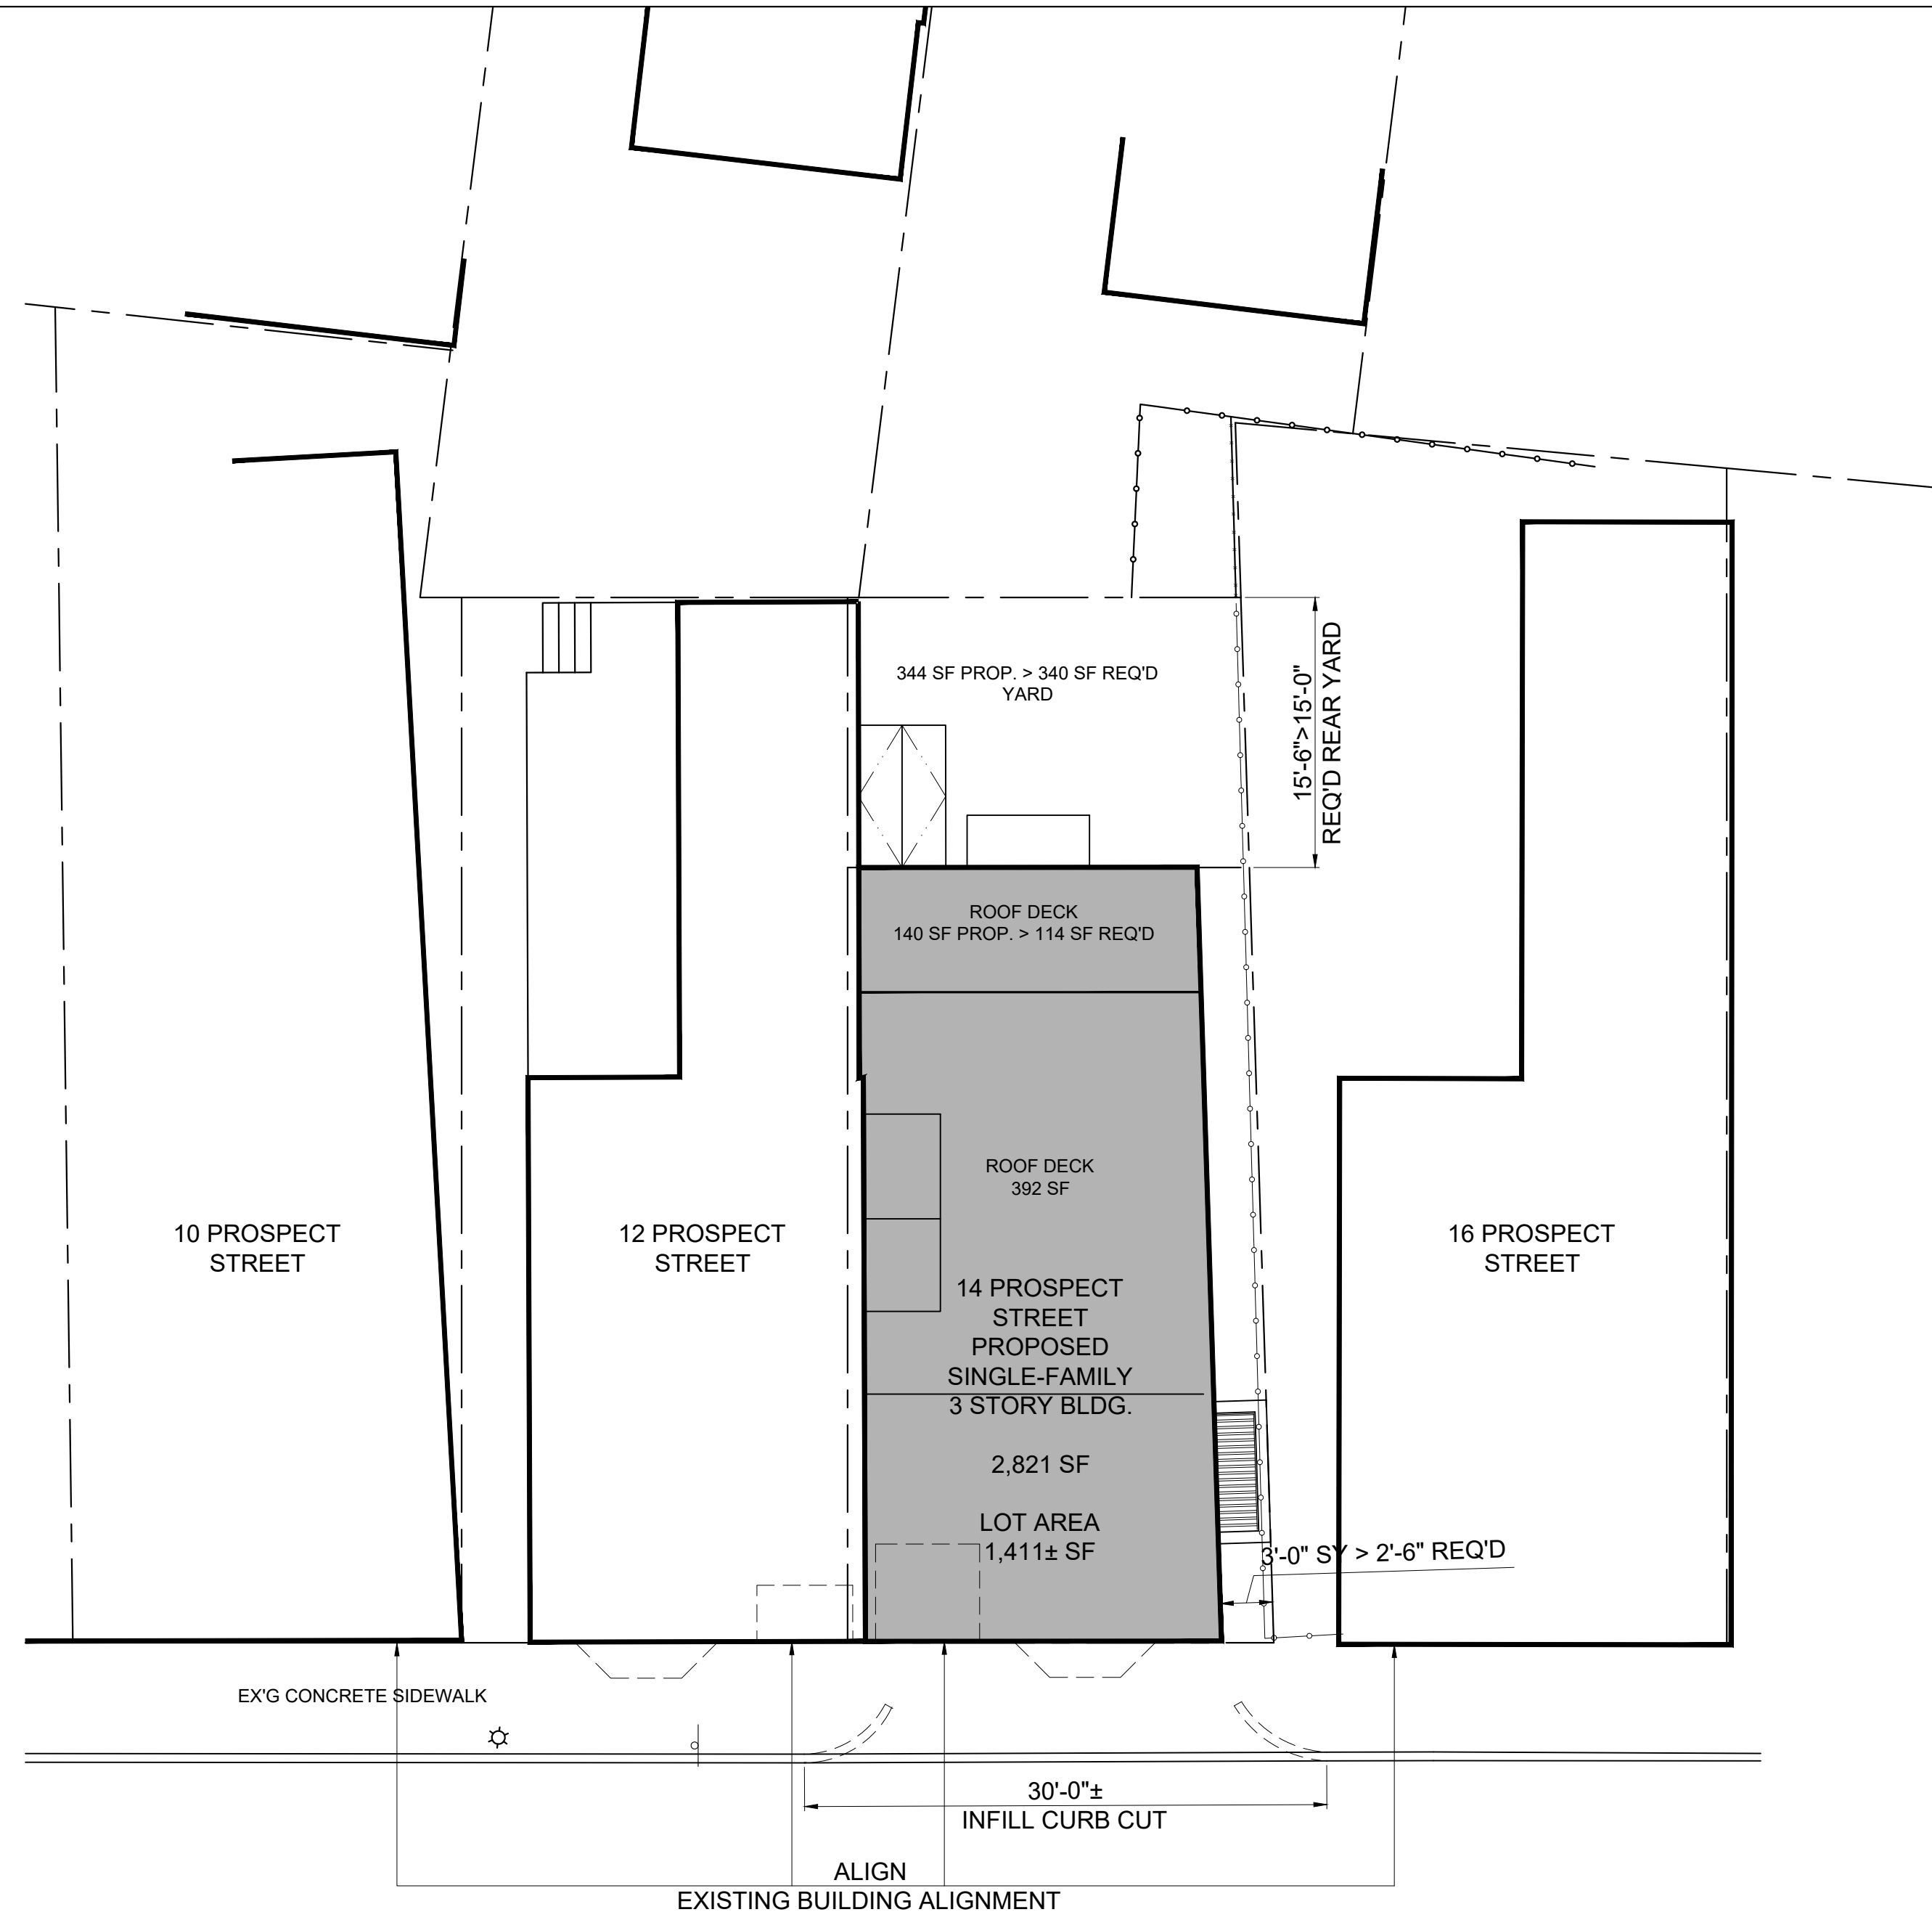 344 SF PROP. > 340 SF REQ'D
YARD
15'-6">15'-0"
REQ'D REAR YARD
ROOF DECK
140 SF PROP. > 114 SF REQ'D
ROOF DECK
392 SF
10 PROSPECT
STREET
12 PROSPECT
STREET
14 PROSPECT
STREET
PROPOSED
SINGLE-FAMILY
3 STORY BLDG.
2,821 SF
LOT AREA
1,411± SF
16 PROSPECT
STREET
3'-0" SY > 2'-6" REQ'D
EX'G CONCRETE SIDEWALK
30'-0"±
INFILL CURB CUT
ALIGN
EXISTING BUILDING ALIGNMENT